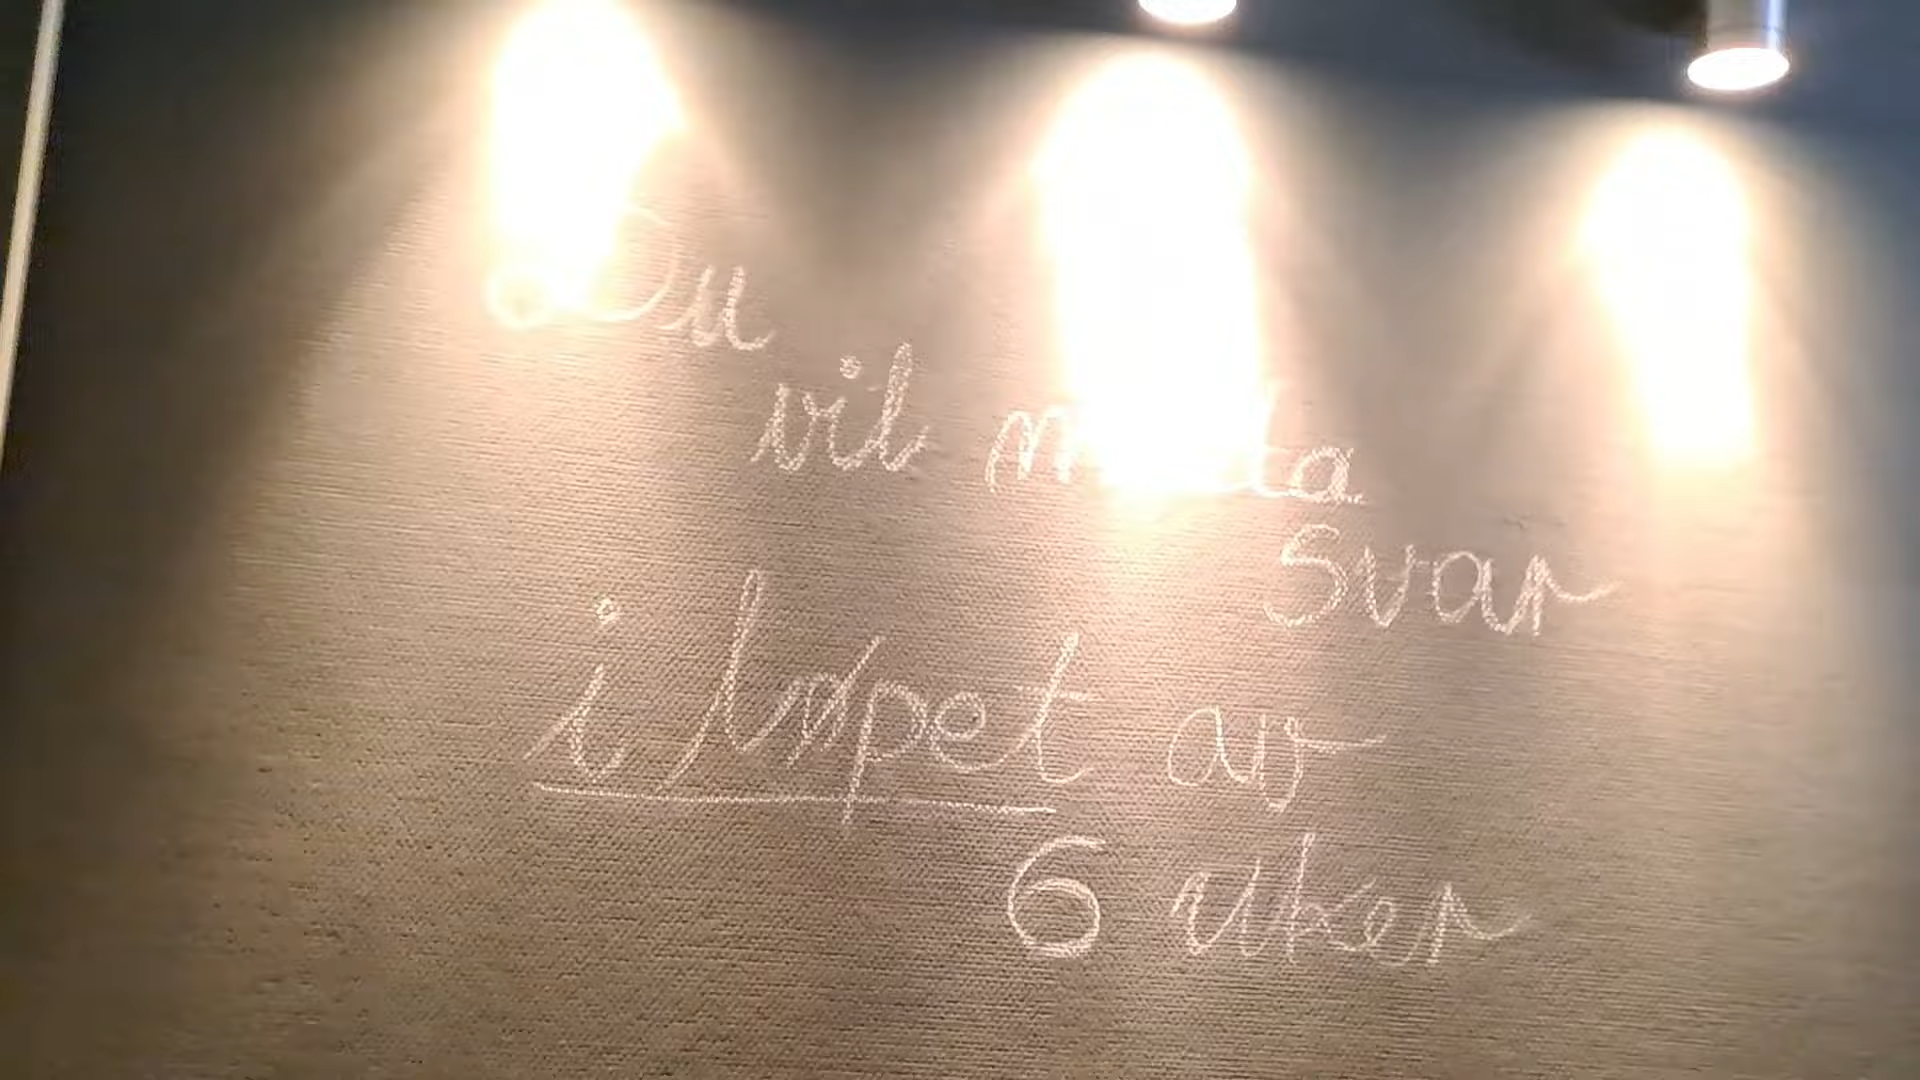 Du
vil
svar
i løpet av
6 uker